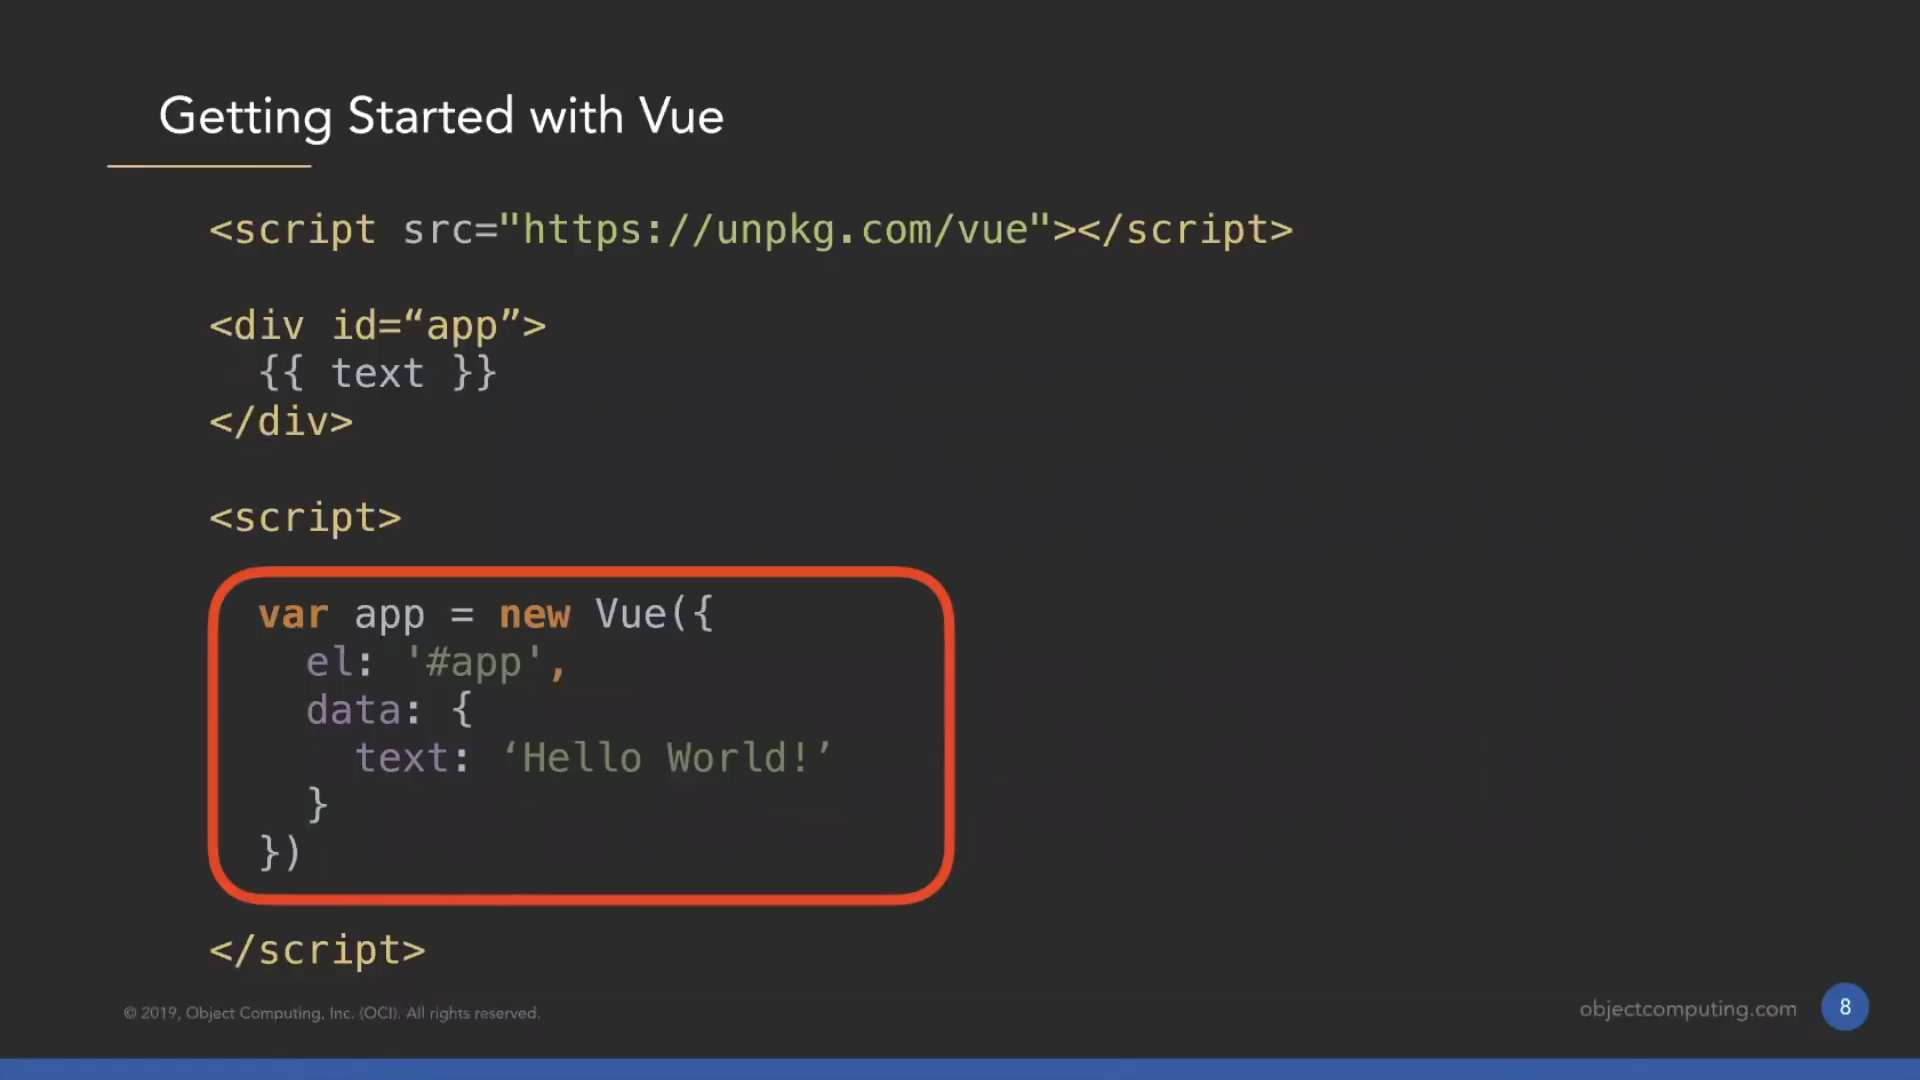 Getting Started with Vue
<script src="https://unpkg.com/vue"></script>
<div id=“app”>
{{ text }}
</div>
<script>
var app = new Vue({
el: '#app',
data: {
text: ‘Hello World!’
}
})
</script>
© 2019, Object Computing, Inc. (OCI). All rights reserved.
objectcomputing.com
8